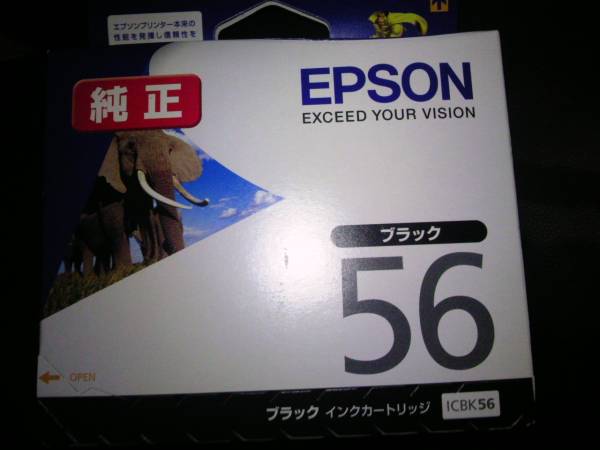 エプソンプリンター本来の
性能を発揮し信頼性を
純正
EPSON
EXCEED YOUR VISION
ブラック
56
OPEN
ブラック インクカートリッジ ICBK56